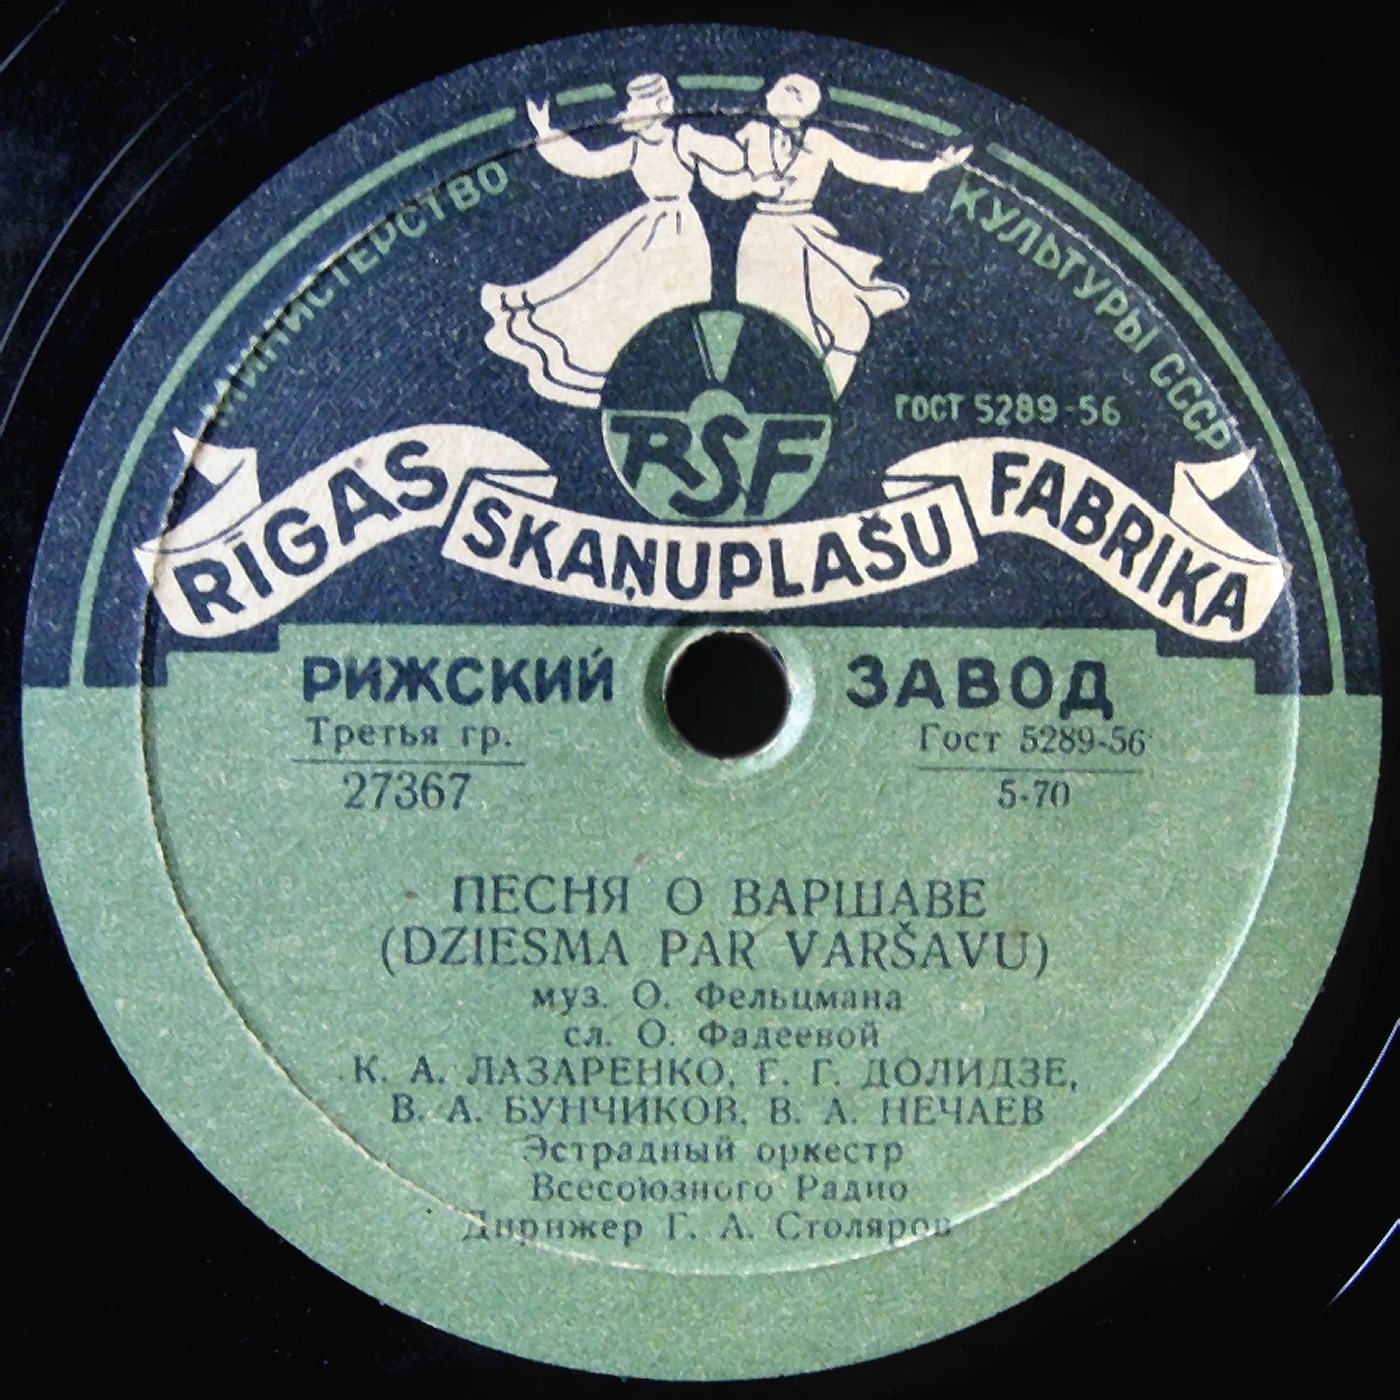 МИНИСТЕРСТВО КУЛЬТУРЫ СССР
ГОСТ 5289-56
RSF
RĪGAS SKAŅUPLAŠU FABRIKA
РИЖСКИЙ ЗАВОД
Третья гр. Гост 5289-56
27367 5-70
ПЕСНЯ О ВАРШАВЕ
(DZIESMA PAR VARŠAVU)
муз. О. Фельцмана
сл. О. Фадеевой
К. А. ЛАЗАРЕНКО, Г. Г. ДОЛИДЗЕ,
В. А. БУНЧИКОВ, В. А. НЕЧАЕВ
Эстрадный оркестр
Всесоюзного Радио
Дирижер Г. А. Столяров